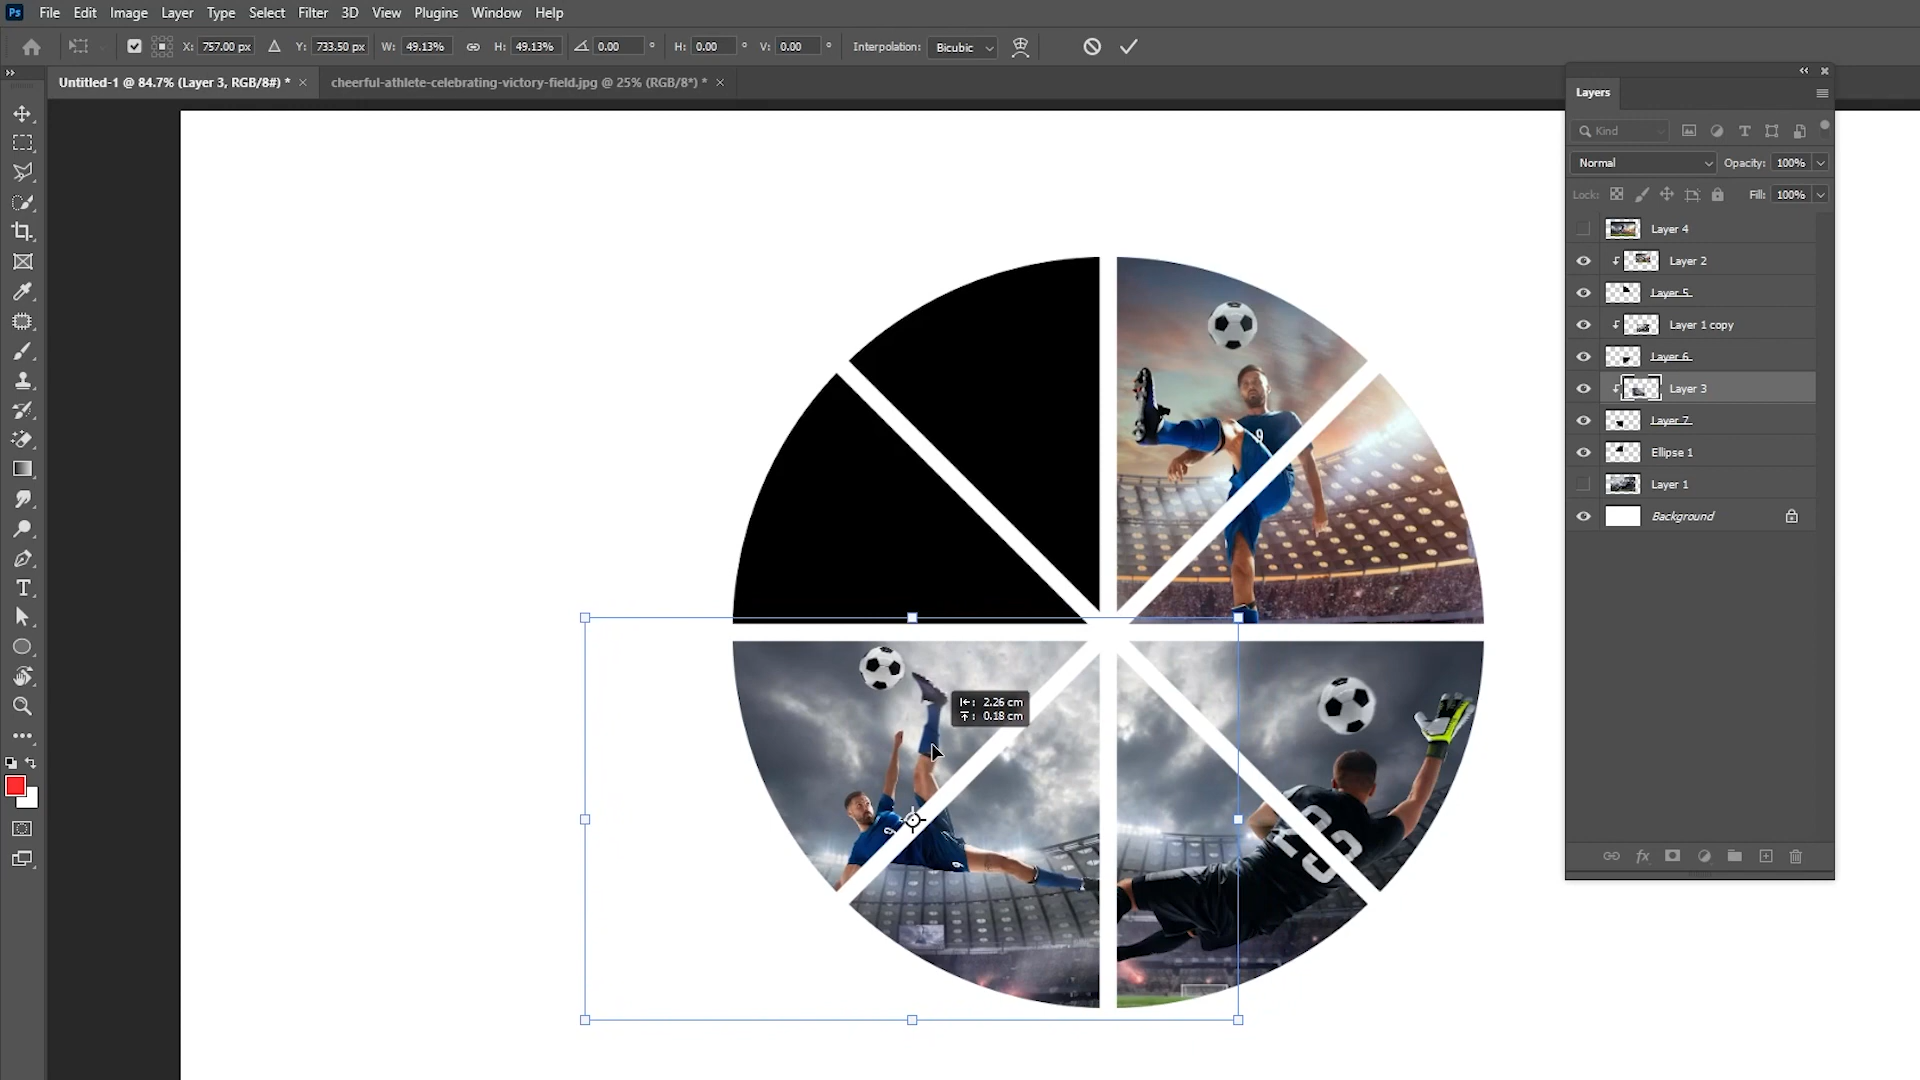 Ps File Edit Image Layer Type Select Filter 3D View Plugins Window Help
X: 757.00 px Y: 733.50 px W: 49.13% H: 49.13% 0.00 ° H: 0.00 ° V: 0.00 ° Interpolation: Bicubic
Untitled-1 @ 84.7% (Layer 3, RGB/8#) * × cheerful-athlete-celebrating-victory-field.jpg @ 25% (RGB/8*) * ×
Layers
Kind
Normal Opacity: 100%
Lock: Fill: 100%
Layer 4
Layer 2
Layer 5
Layer 1 copy
Layer 6
Layer 3
Layer 7
Ellipse 1
Layer 1
Background
9
: 2.26 cm
: 0.18 cm
9
23